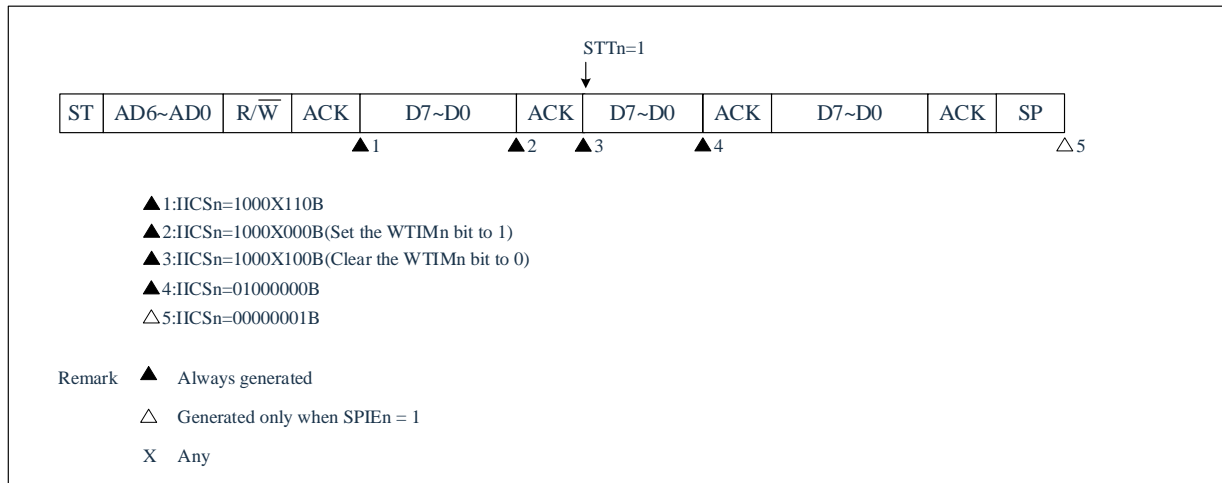 STTn=1
ST AD6~AD0 R/W̅ ACK D7~D0 ACK D7~D0 ACK D7~D0 ACK SP
▲1 ▲2 ▲3 ▲4 △5
▲1:IICSn=1000X110B
▲2:IICSn=1000X000B(Set the WTIMn bit to 1)
▲3:IICSn=1000X100B(Clear the WTIMn bit to 0)
▲4:IICSn=01000000B
△5:IICSn=00000001B
Remark ▲ Always generated
△ Generated only when SPIEn = 1
X Any